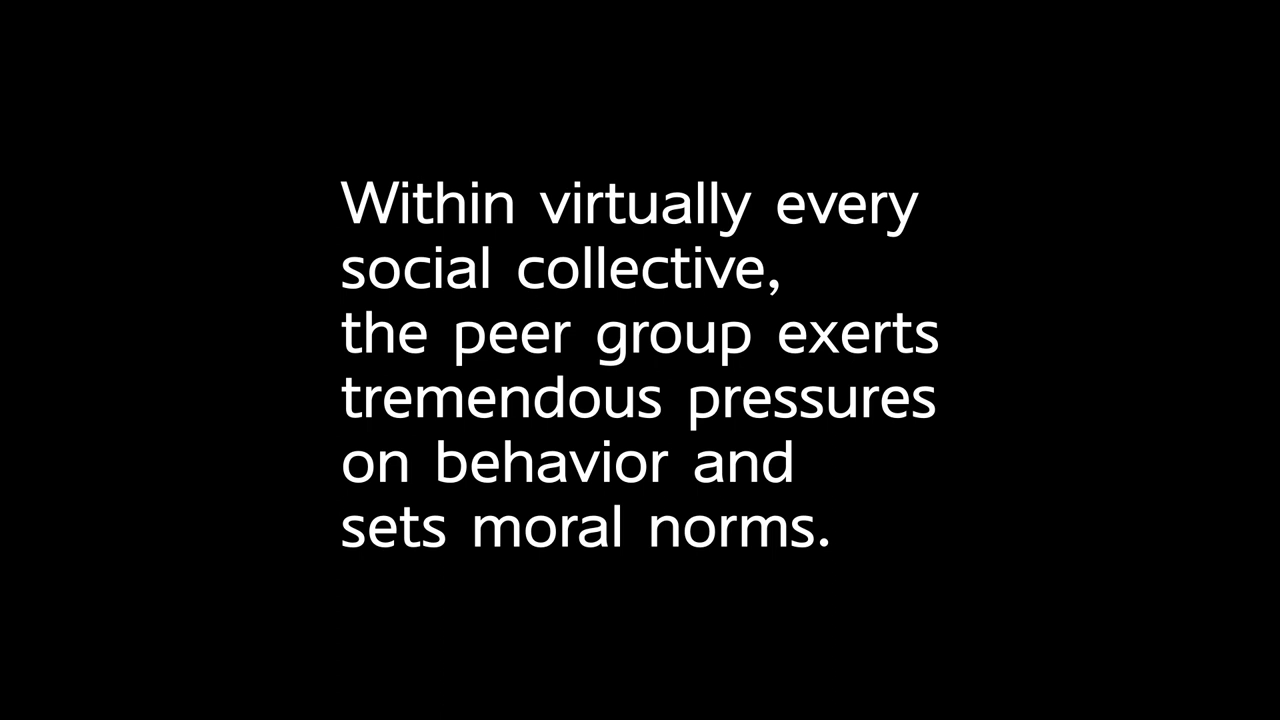 Within virtually every
social collective,
the peer group exerts
tremendous pressures
on behavior and
sets moral norms.